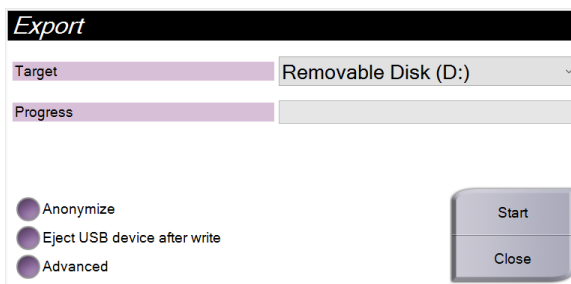 Export
Target
Removable Disk (D:)
Progress
Anonymize
Eject USB device after write
Advanced
Start
Close